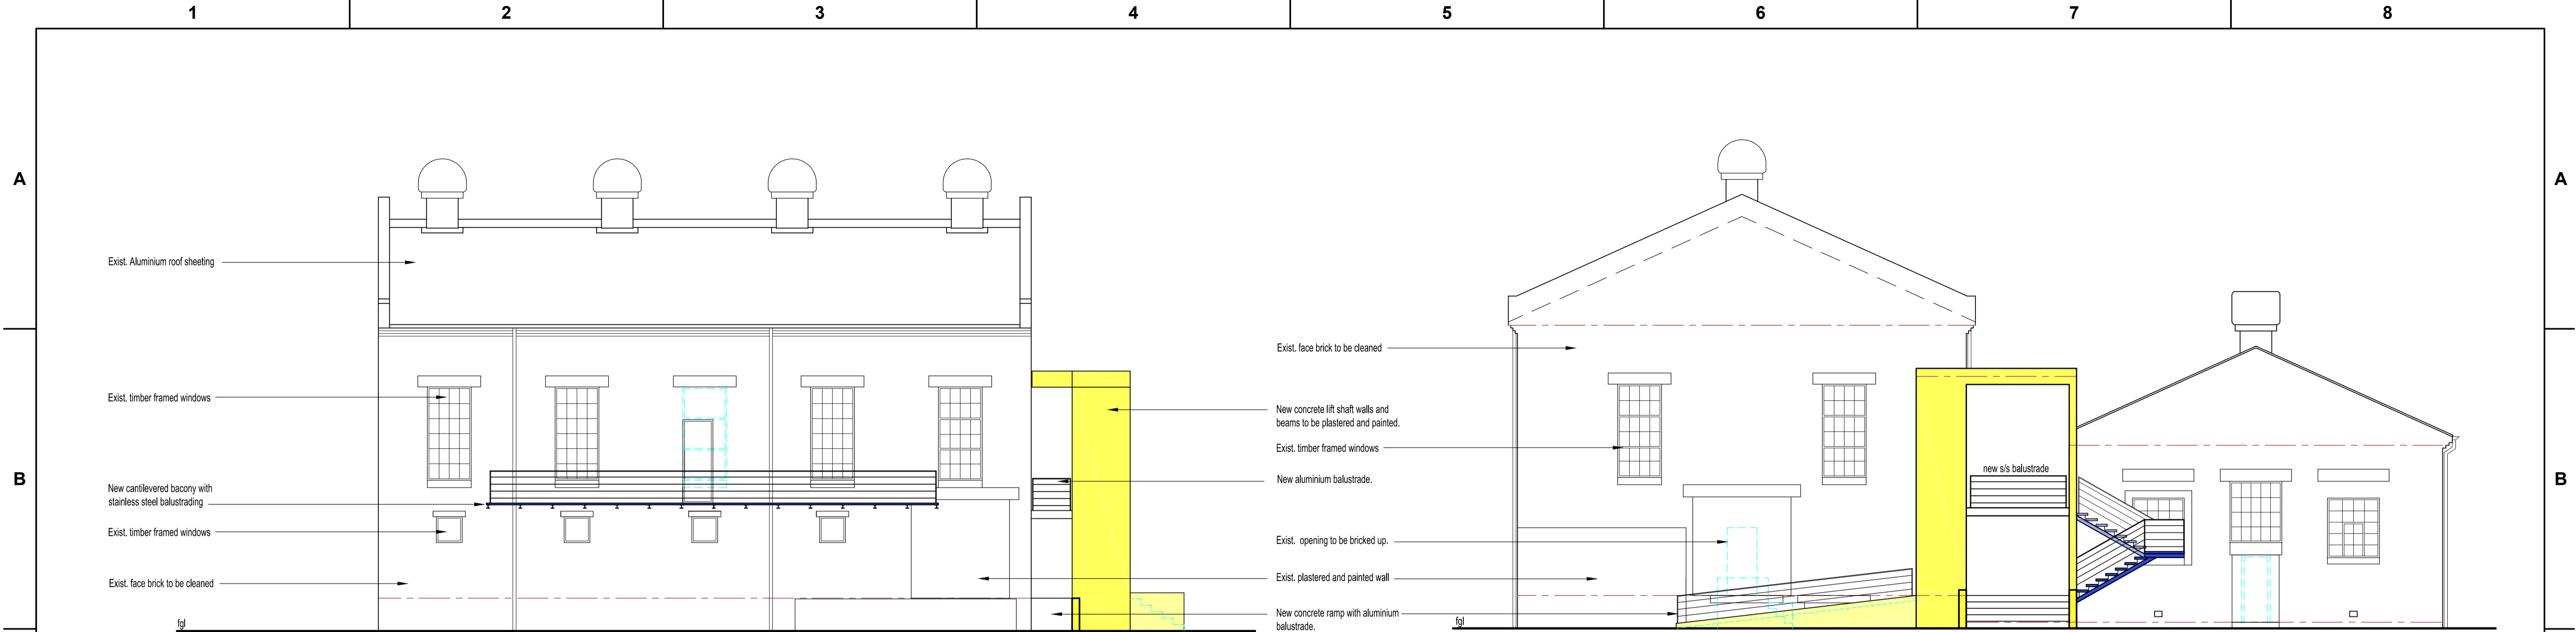 1 2 3 4 5 6 7 8
A A
Exist. Aluminium roof sheeting
Exist. face brick to be cleaned
Exist. timber framed windows
New concrete lift shaft walls and
beams to be plastered and painted.
Exist. timber framed windows
new s/s balustrade
B B
New aluminium balustrade.
New cantilevered bacony with
stainless steel balustrading
Exist. timber framed windows
Exist. opening to be bricked up.
Exist. face brick to be cleaned
Exist. plastered and painted wall
New concrete ramp with aluminium
balustrade.
fgl
fgl